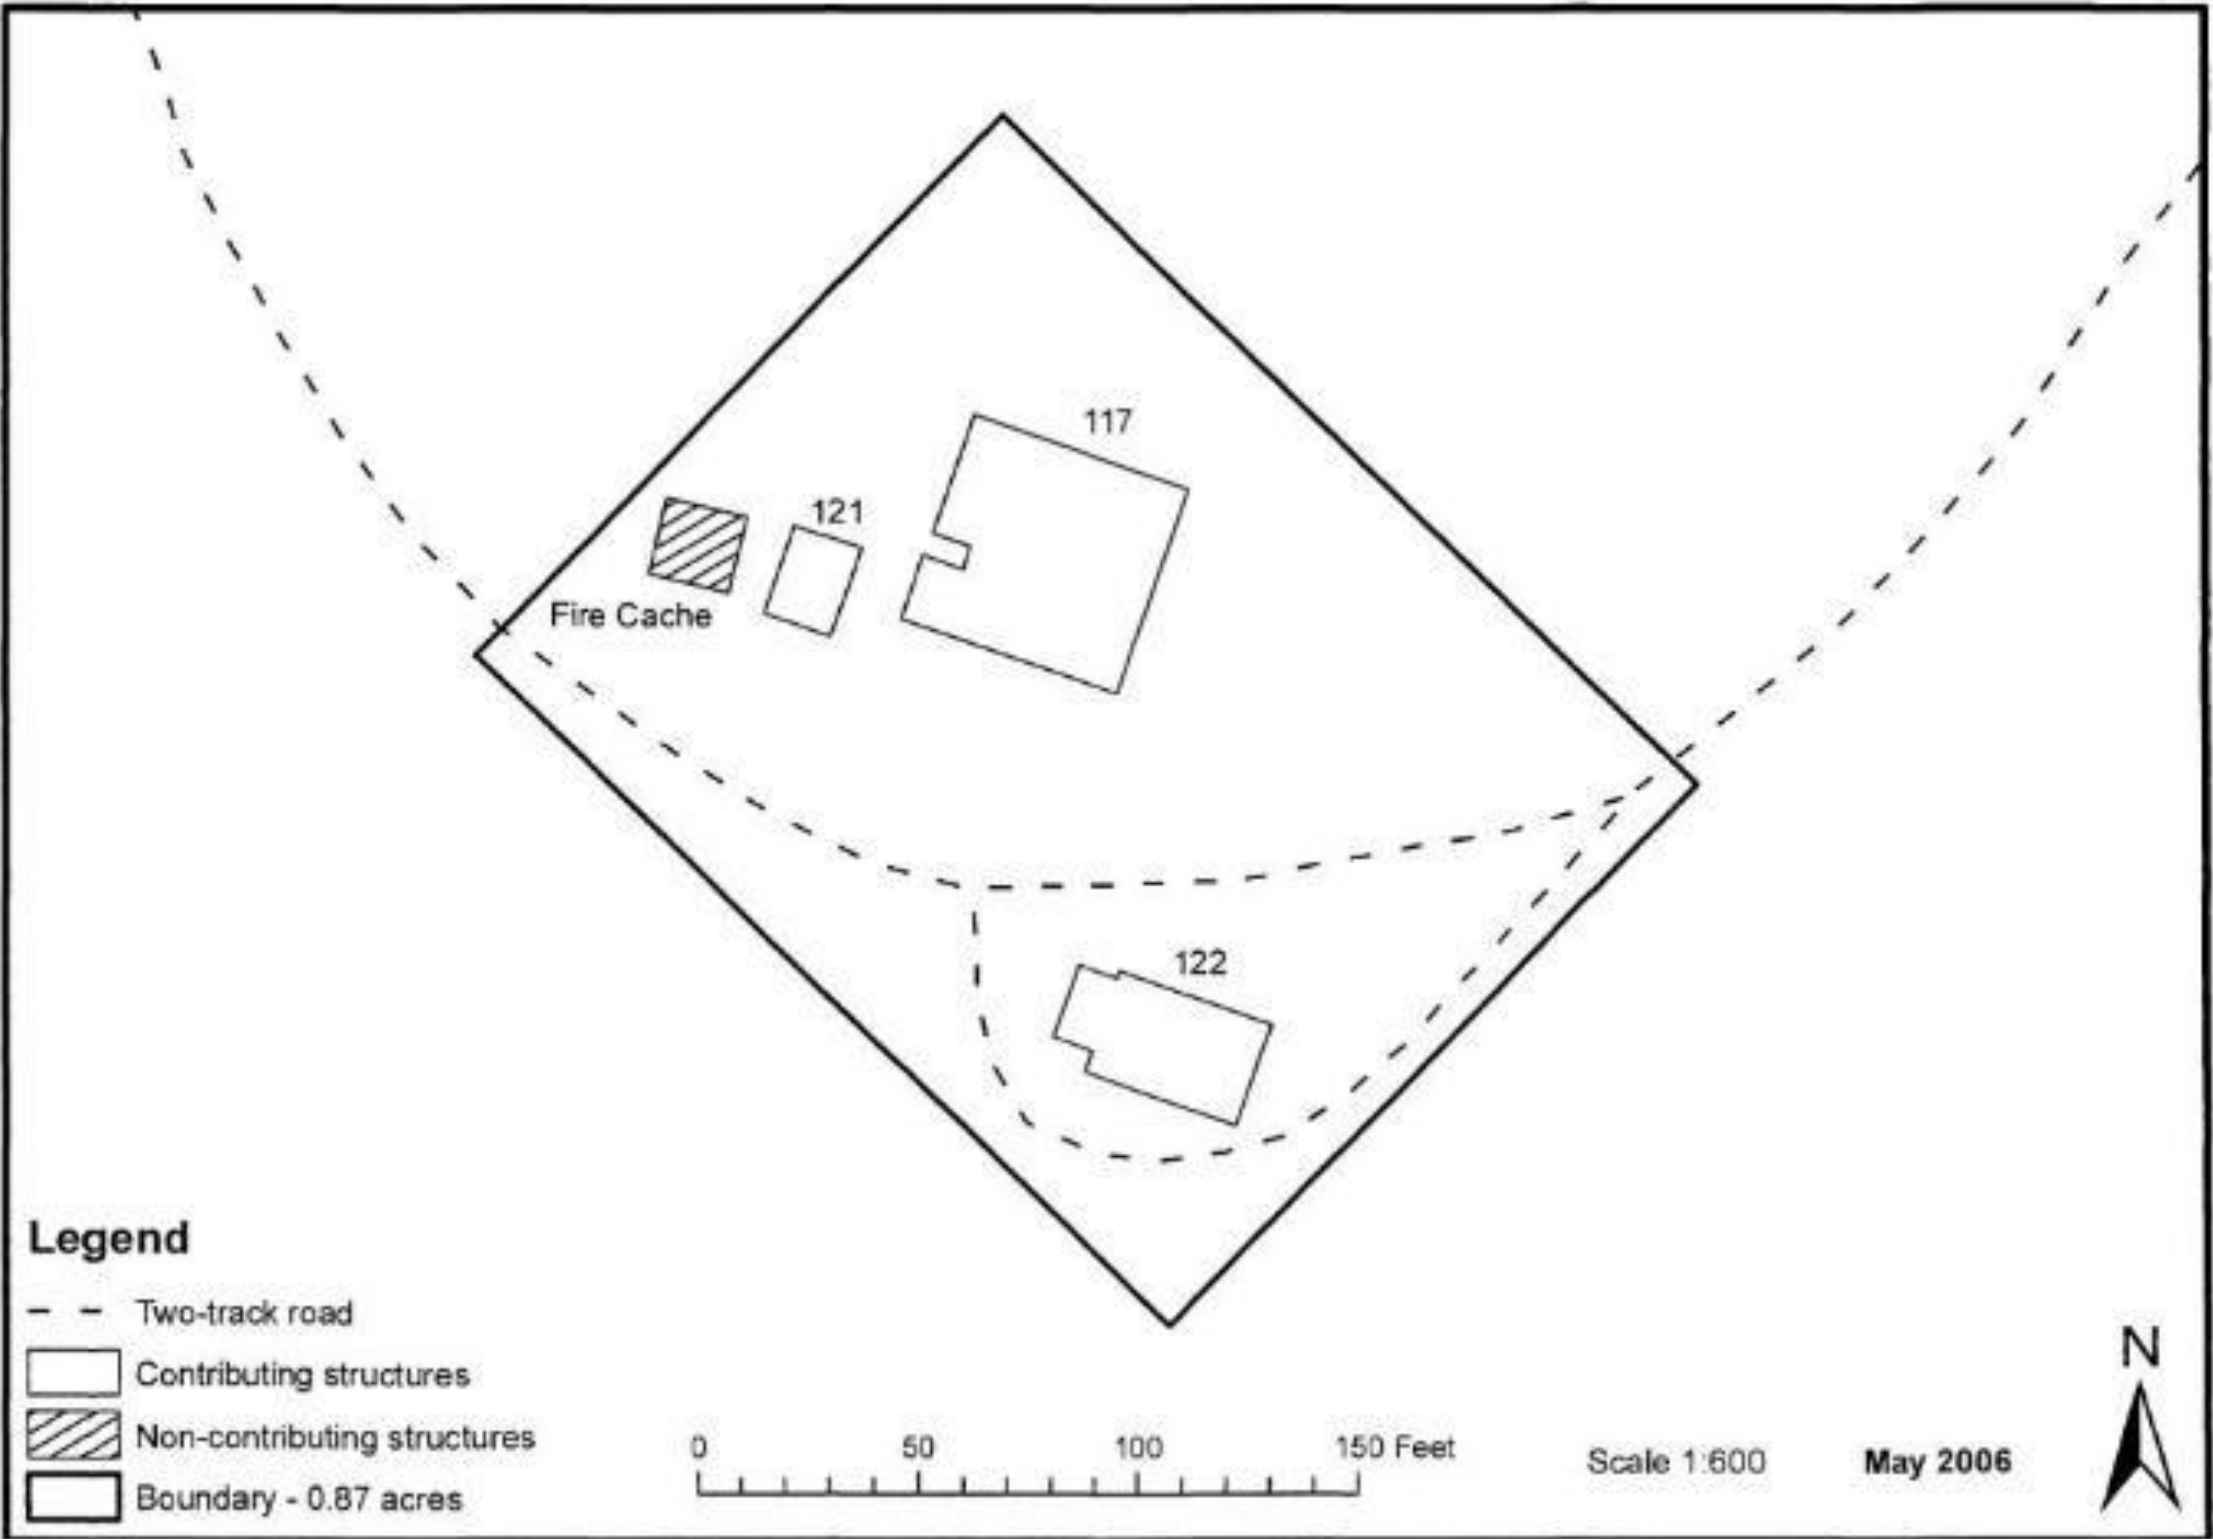 117
121
Fire Cache
122
Legend
Two-track road
Contributing structures
Non-contributing structures
Boundary - 0.87 acres
0 50 100 150 Feet
Scale 1:600
May 2006
N